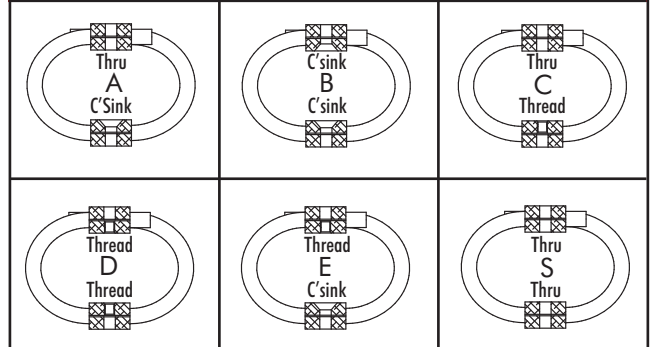 Thru
A
C'Sink
C'sink
B
C'sink
Thru
C
Thread
Thread
D
Thread
Thread
E
C'sink
Thru
S
Thru